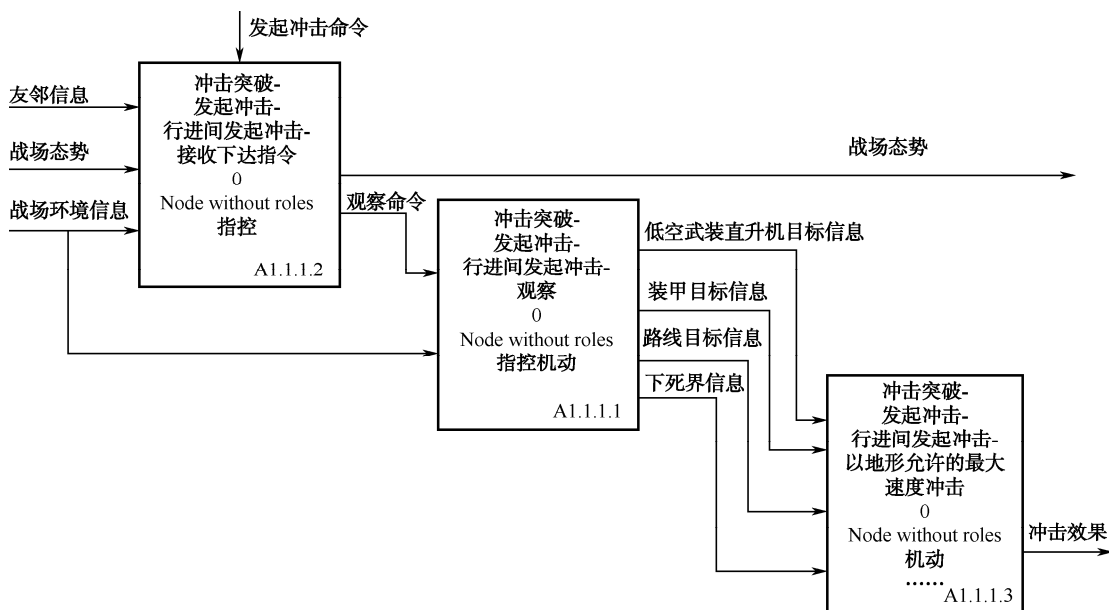 发起冲击命令
友邻信息
战场态势
战场环境信息
冲击突破-
发起冲击-
行进间发起冲击-
接收下达指令
0
Node without roles
指控
A1.1.1.2
战场态势
观察命令
冲击突破-
发起冲击-
行进间发起冲击-
观察
0
Node without roles
指控机动
A1.1.1.1
低空武装直升机目标信息
装甲目标信息
路线目标信息
下死界信息
冲击突破-
发起冲击-
行进间发起冲击-
以地形允许的最大
速度冲击
0
Node without roles
机动
……
A1.1.1.3
冲击效果